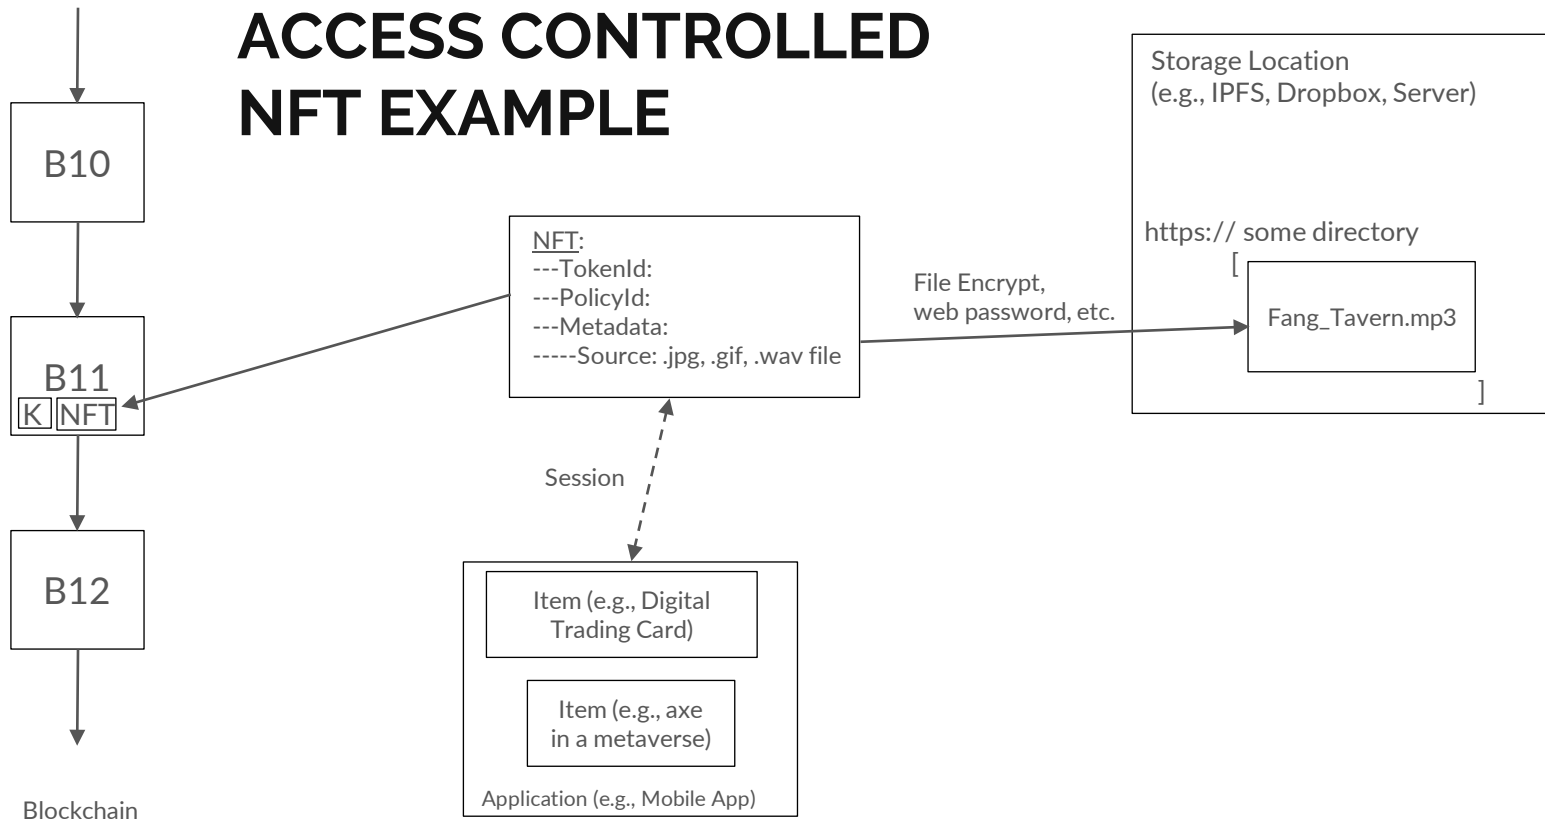 ACCESS CONTROLLED
NFT EXAMPLE
B10
B11
K
NFT
B12
Blockchain
NFT:
---TokenId:
---PolicyId:
---Metadata:
-----Source: .jpg, .gif, .wav file
Session
Item (e.g., Digital
Trading Card)
Item (e.g., axe
in a metaverse)
Application (e.g., Mobile App)
File Encrypt,
web password, etc.
Storage Location
(e.g., IPFS, Dropbox, Server)
https:// some directory
[
Fang_Tavern.mp3
]